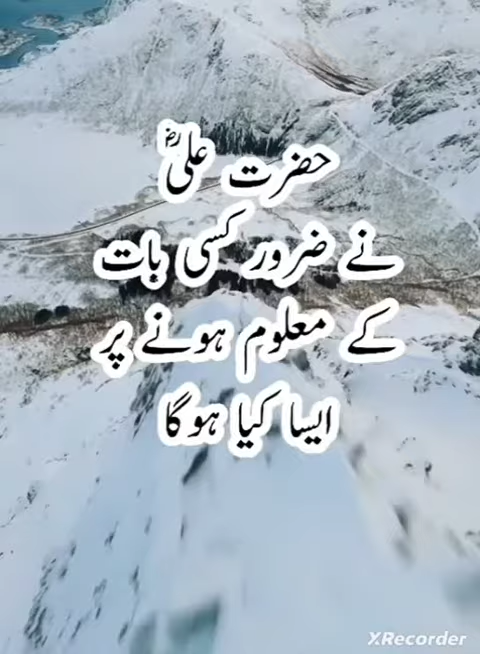 حضرت علیؓ
نے ضرور کسی بات
کے معلوم ہونے پر
ایسا کیا ہوگا
XRecorder